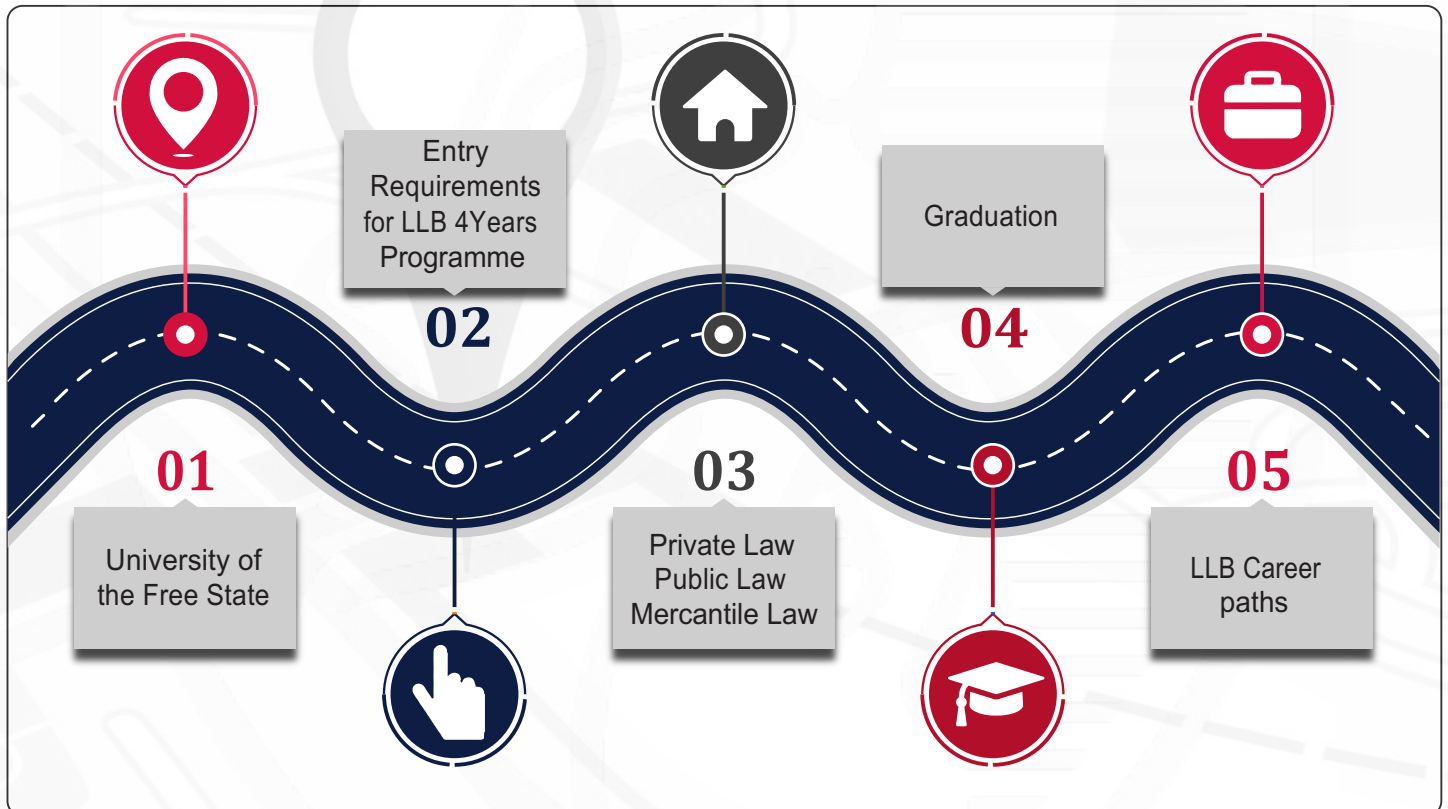 01
University of
the Free State
Entry
Requirements
for LLB 4Years
Programme
02
03
Private Law
Public Law
Mercantile Law
Graduation
04
05
LLB Career
paths